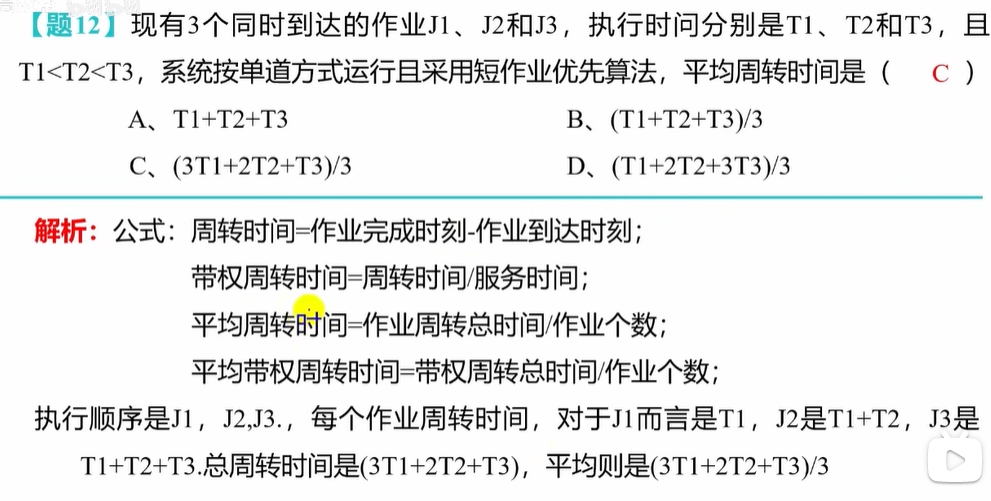 【题12】现有3个同时到达的作业J1、J2和J3，执行时间分别是T1、T2和T3，且
T1<T2<T3，系统按单道方式运行且采用短作业优先算法，平均周转时间是（ C ）
A、T1+T2+T3 B、(T1+T2+T3)/3
C、(3T1+2T2+T3)/3 D、(T1+2T2+3T3)/3
解析：公式：周转时间=作业完成时刻-作业到达时刻；
带权周转时间=周转时间/服务时间；
平均周转时间=作业周转总时间/作业个数；
平均带权周转时间=带权周转总时间/作业个数；
执行顺序是J1，J2,J3.，每个作业周转时间，对于J1而言是T1，J2是T1+T2，J3是
T1+T2+T3.总周转时间是(3T1+2T2+T3)，平均则是(3T1+2T2+T3)/3